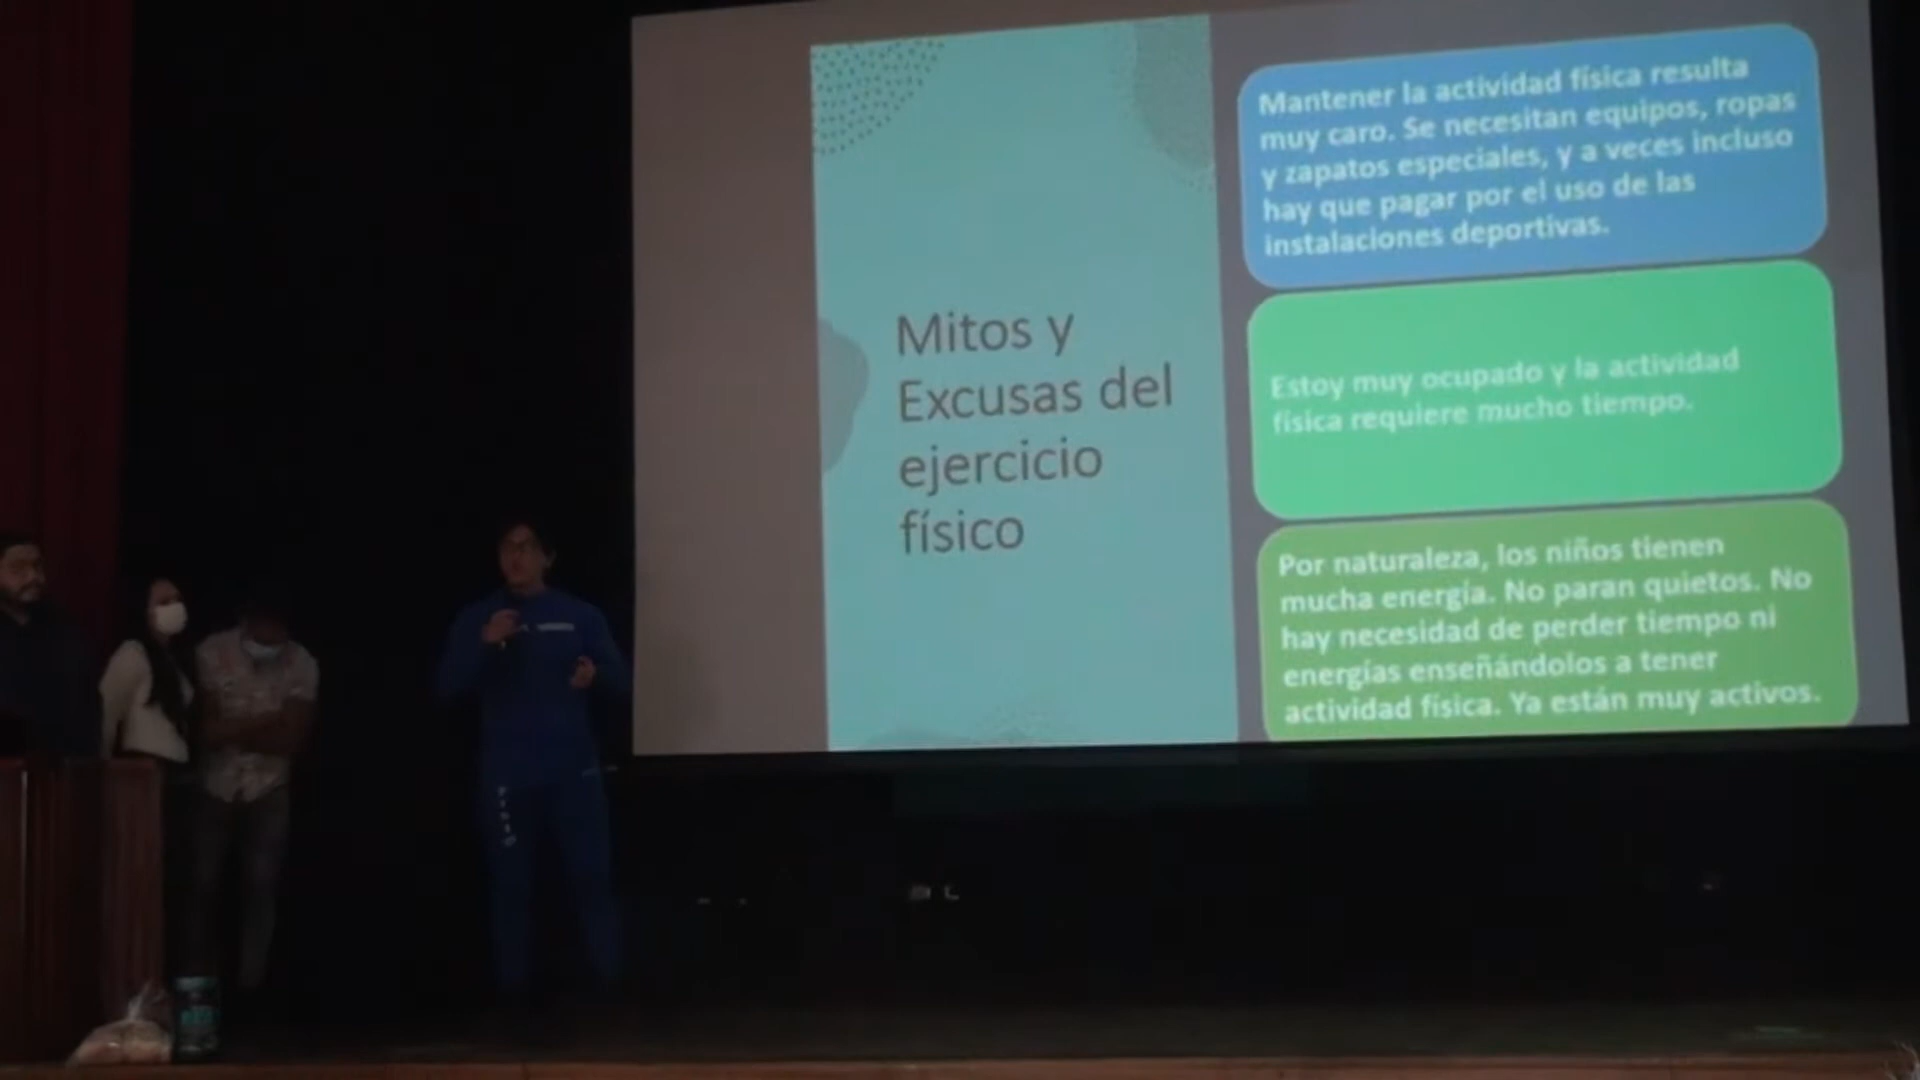 Mitos y
Excusas del
ejercicio
físico
Mantener la actividad física resulta
muy caro. Se necesitan equipos, ropas
y zapatos especiales, y a veces incluso
hay que pagar por el uso de las
instalaciones deportivas.
Estoy muy ocupado y la actividad
física requiere mucho tiempo.
Por naturaleza, los niños tienen
mucha energía. No paran quietos. No
hay necesidad de perder tiempo ni
energías enseñándolos a tener
actividad física. Ya están muy activos.